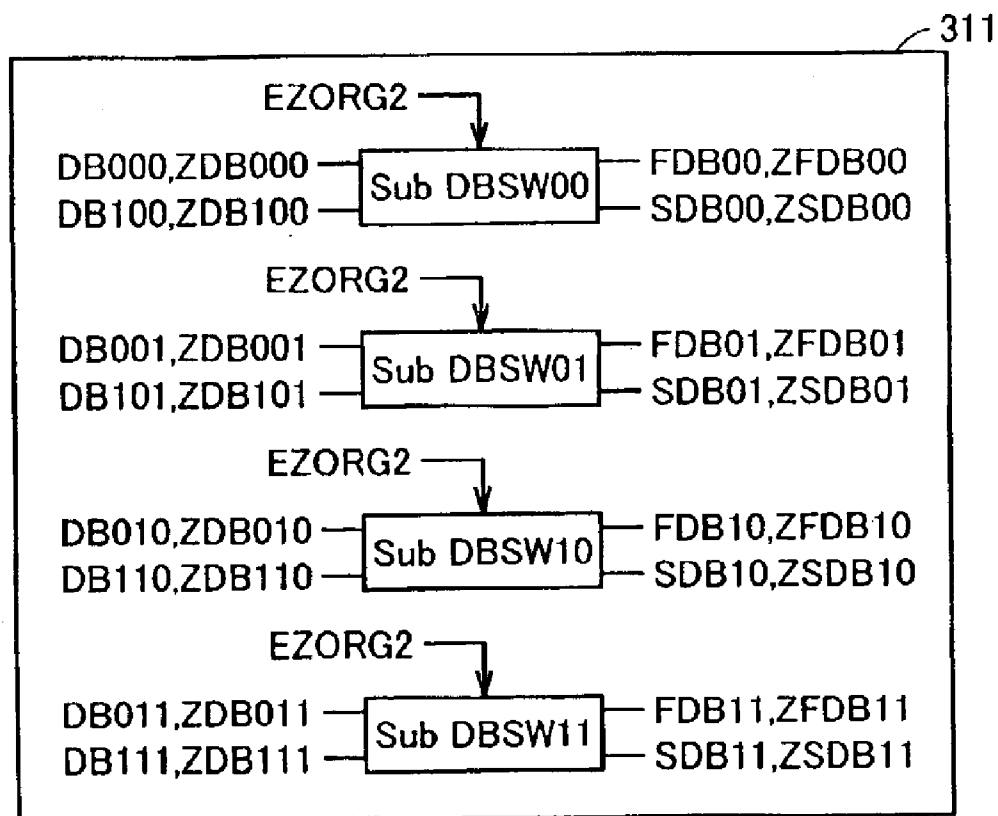 311
EZORG2
DB000,ZDB000
DB100,ZDB100
Sub DBSW00
FDB00,ZFDB00
SDB00,ZSDB00
EZORG2
DB001,ZDB001
DB101,ZDB101
Sub DBSW01
FDB01,ZFDB01
SDB01,ZSDB01
EZORG2
DB010,ZDB010
DB110,ZDB110
Sub DBSW10
FDB10,ZFDB10
SDB10,ZSDB10
EZORG2
DB011,ZDB011
DB111,ZDB111
Sub DBSW11
FDB11,ZFDB11
SDB11,ZSDB11